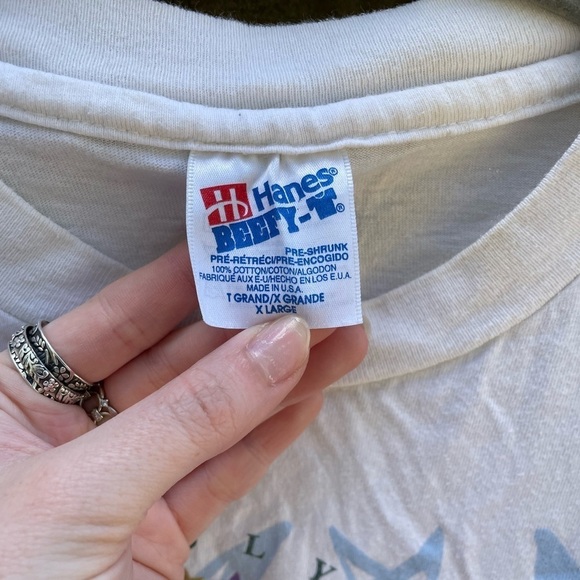 H Hanes®
BEEFY-T®
PRE-SHRUNK
PRÉ-RÉTRÉCI/PRE-ENCOGIDO
100% COTTON/COTON/ALGODON
FABRIQUÉ AUX É-U/HECHO EN LOS E.U.A.
MADE IN U.S.A.
T GRAND/X GRANDE
X LARGE
L Y